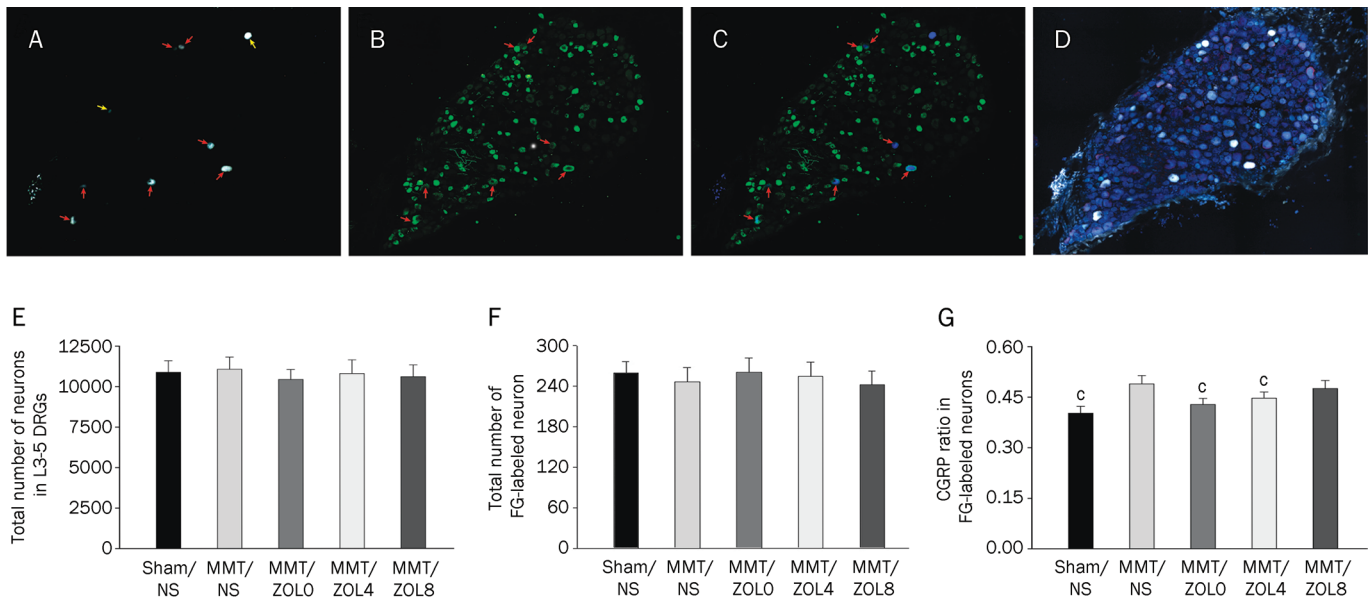 A
B
C
D
E
Total number of neurons
in L3-5 DRGs
12500
10000
7500
5000
2500
0
Sham/
NS
MMT/
NS
MMT/
ZOL0
MMT/
ZOL4
MMT/
ZOL8
F
Total number of
FG-labeled neuron
300
240
180
120
60
0
Sham/
NS
MMT/
NS
MMT/
ZOL0
MMT/
ZOL4
MMT/
ZOL8
G
CGRP ratio in
FG-labeled neurons
0.60
0.45
0.30
0.15
0.00
c
c
c
Sham/
NS
MMT/
NS
MMT/
ZOL0
MMT/
ZOL4
MMT/
ZOL8